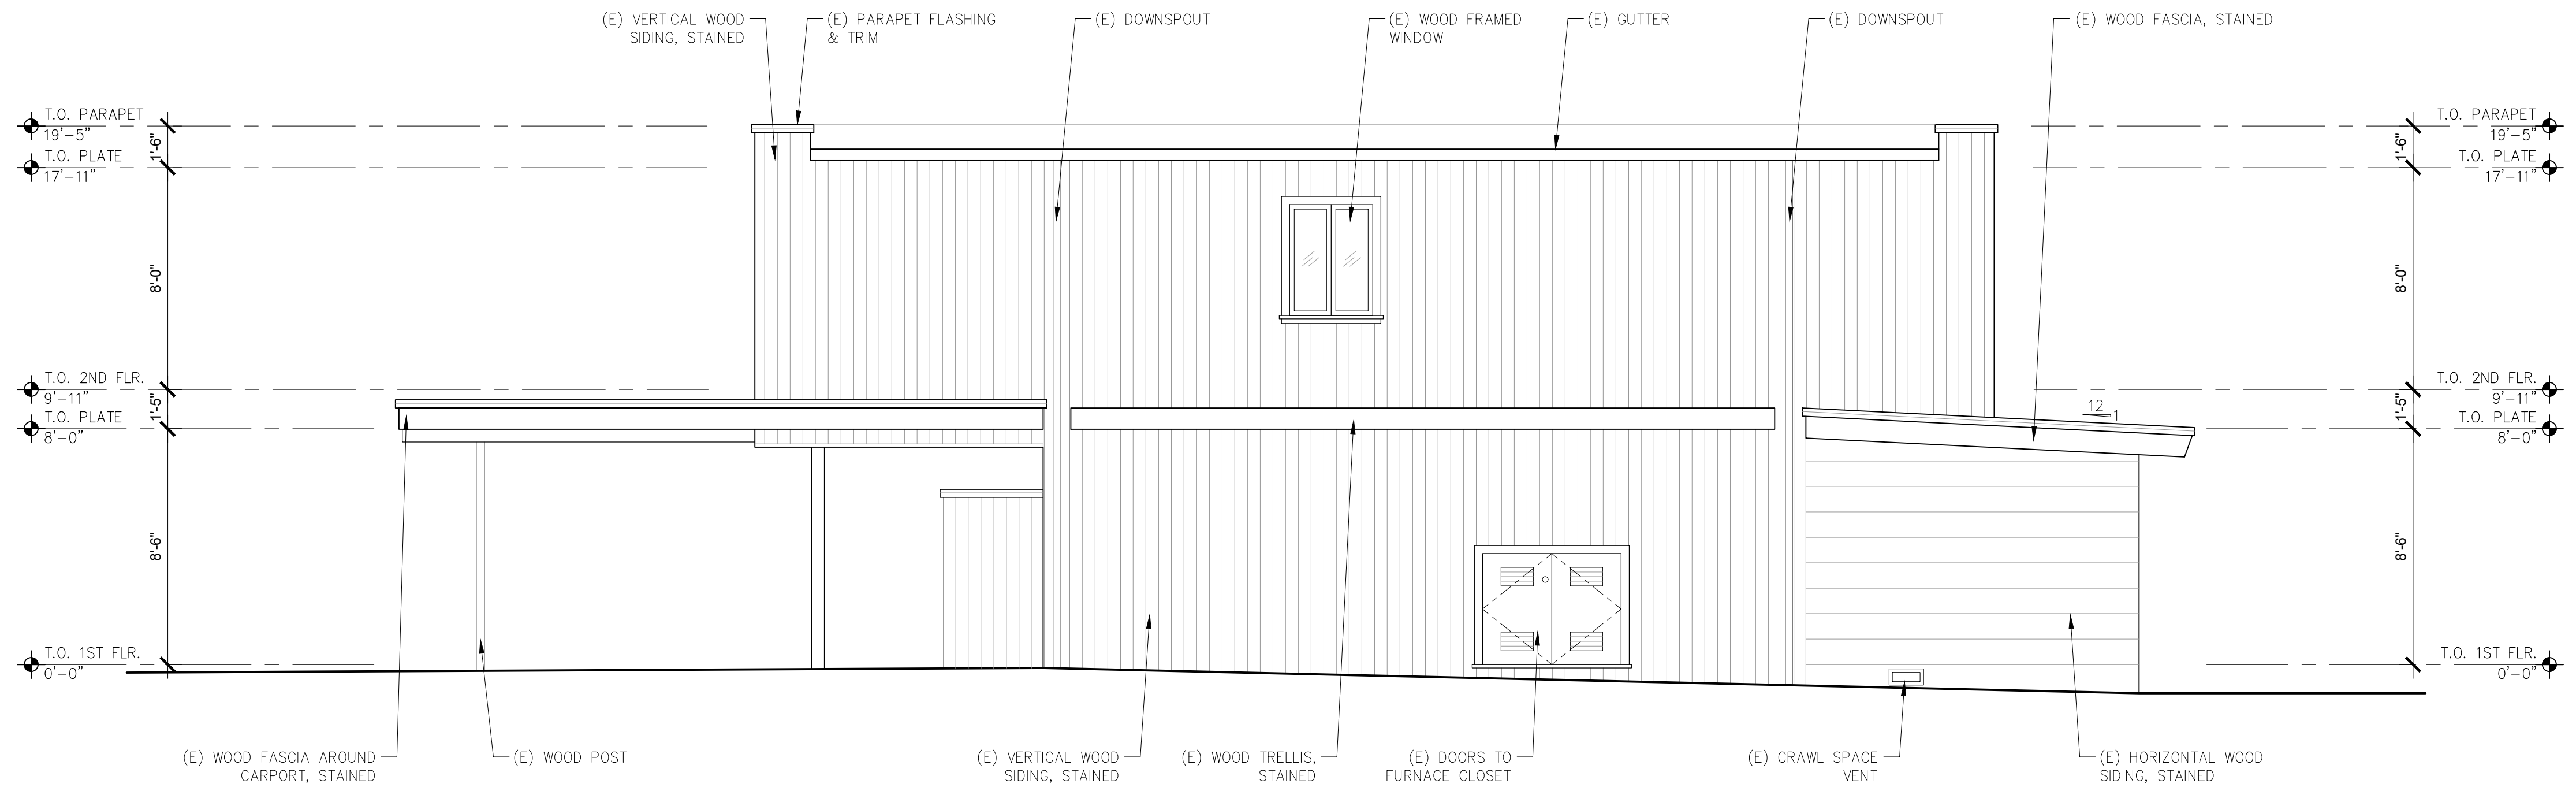 (E) VERTICAL WOOD
SIDING, STAINED
(E) PARAPET FLASHING
& TRIM
(E) DOWNSPOUT
(E) WOOD FRAMED
WINDOW
(E) GUTTER
(E) DOWNSPOUT
(E) WOOD FASCIA, STAINED
T.O. PARAPET
19'-5"
1'-6"
T.O. PLATE
17'-11"
8'-0"
T.O. 2ND FLR.
9'-11"
1'-5"
T.O. PLATE
8'-0"
8'-6"
T.O. 1ST FLR.
0'-0"
12
1
T.O. PARAPET
19'-5"
1'-6"
T.O. PLATE
17'-11"
8'-0"
T.O. 2ND FLR.
9'-11"
1'-5"
T.O. PLATE
8'-0"
8'-6"
T.O. 1ST FLR.
0'-0"
(E) WOOD FASCIA AROUND
CARPORT, STAINED
(E) WOOD POST
(E) VERTICAL WOOD
SIDING, STAINED
(E) WOOD TRELLIS,
STAINED
(E) DOORS TO
FURNACE CLOSET
(E) CRAWL SPACE
VENT
(E) HORIZONTAL WOOD
SIDING, STAINED